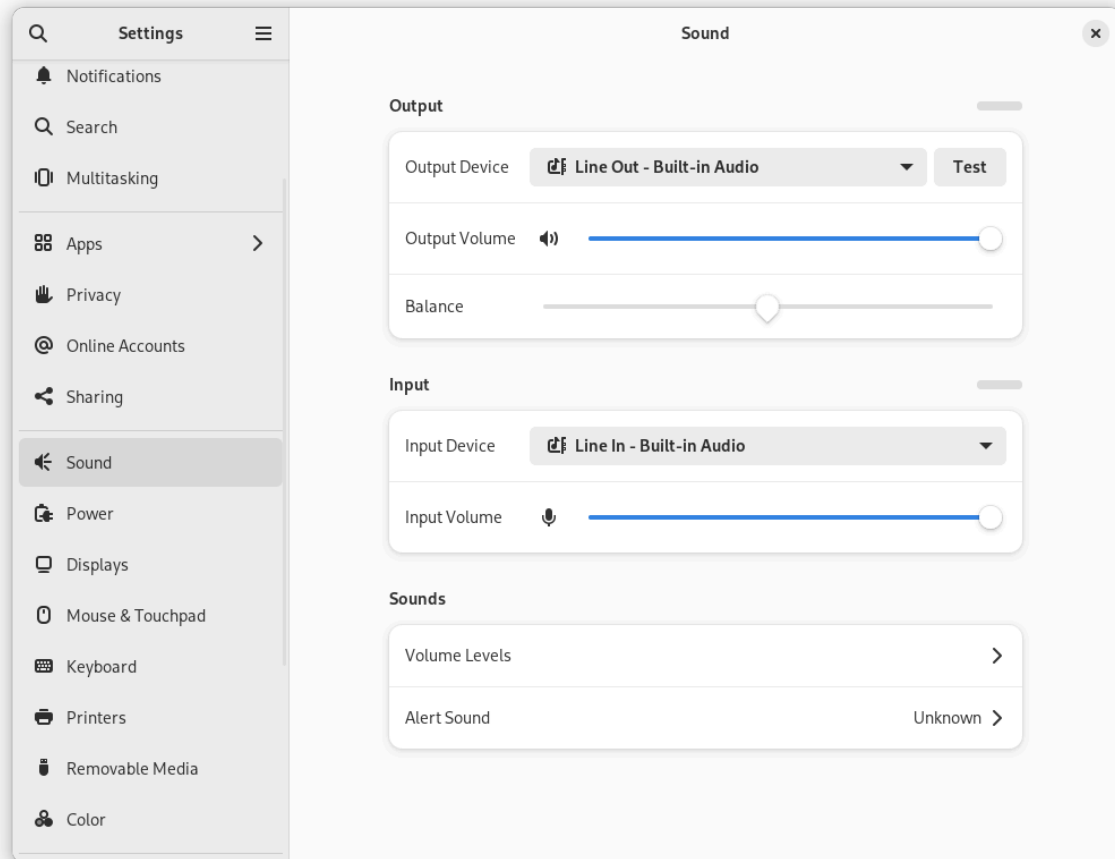 Settings
Notifications
Search
Multitasking
Apps
Privacy
Online Accounts
Sharing
Sound
Power
Displays
Mouse & Touchpad
Keyboard
Printers
Removable Media
Color
Sound
Output
Output Device
Line Out - Built-in Audio
Test
Output Volume
Balance
Input
Input Device
Line In - Built-in Audio
Input Volume
Sounds
Volume Levels
Alert Sound
Unknown